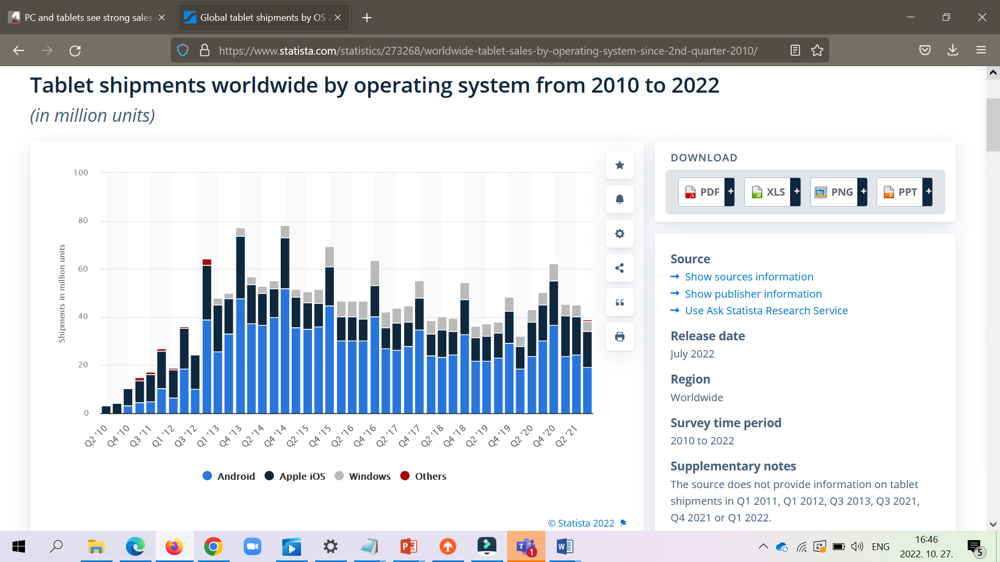 PC and tablets see strong sales
Global tablet shipments by OS 2
https://www.statista.com/statistics/273268/worldwide-tablet-sales-by-operating-system-since-2nd-quarter-2010/
Tablet shipments worldwide by operating system from 2010 to 2022
(in million units)
Shipments in million units
100
80
60
40
20
0
Q2 '10
Q4 '10
Q3 '11
Q1 '12
Q3 '12
Q1 '13
Q4 '13
Q2 '14
Q4 '14
Q2 '15
Q4 '15
Q2 '16
Q4 '16
Q2 '17
Q4 '17
Q2 '18
Q4 '18
Q2 '19
Q4 '19
Q2 '20
Q4 '20
Q2 '21
Android Apple iOS Windows Others
© Statista 2022
DOWNLOAD
PDF + XLS + PNG + PPT +
Source
→ Show sources information
→ Show publisher information
→ Use Ask Statista Research Service
Release date
July 2022
Region
Worldwide
Survey time period
2010 to 2022
Supplementary notes
The source does not provide information on tablet
shipments in Q1 2011, Q1 2012, Q3 2013, Q3 2021,
Q4 2021 or Q1 2022.
1
ENG
16:46
2022. 10. 27.
5